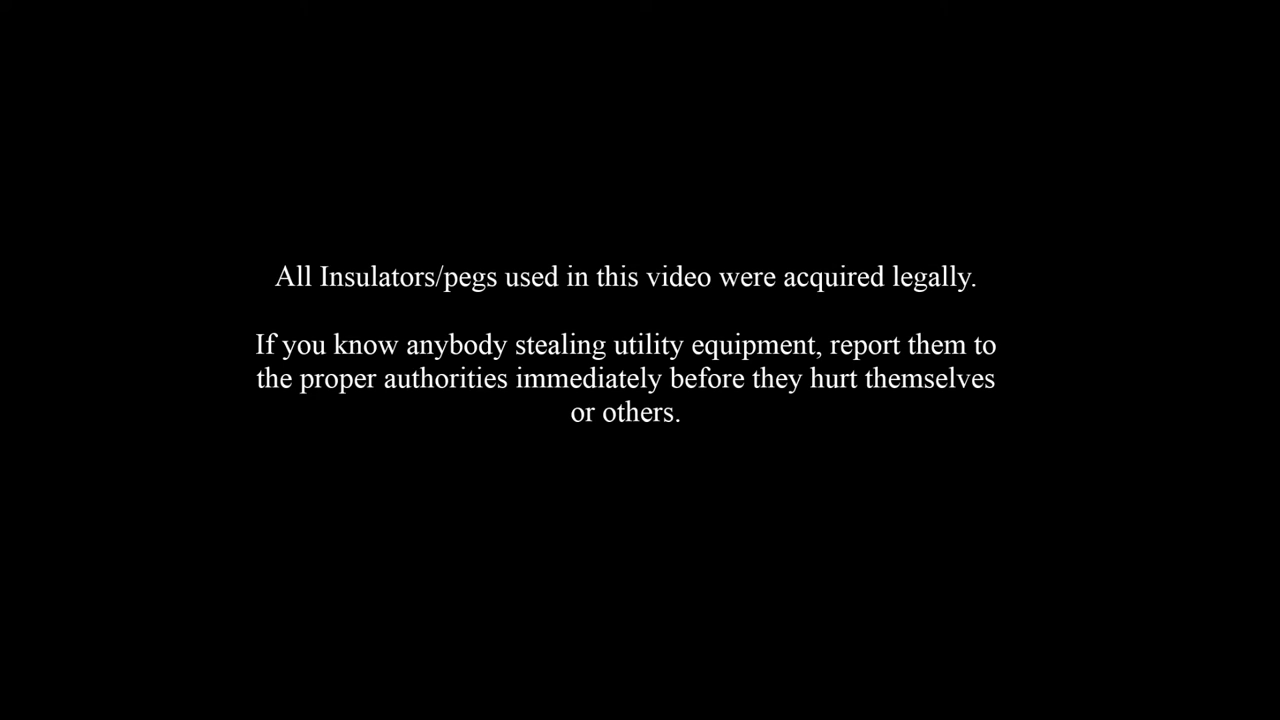 All Insulators/pegs used in this video were acquired legally.
If you know anybody stealing utility equipment, report them to
the proper authorities immediately before they hurt themselves
or others.